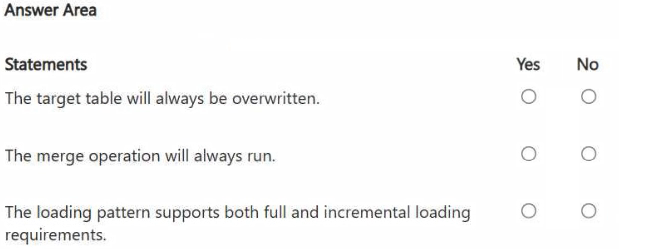 Answer Area
Statements Yes No
The target table will always be overwritten.
The merge operation will always run.
The loading pattern supports both full and incremental loading
requirements.